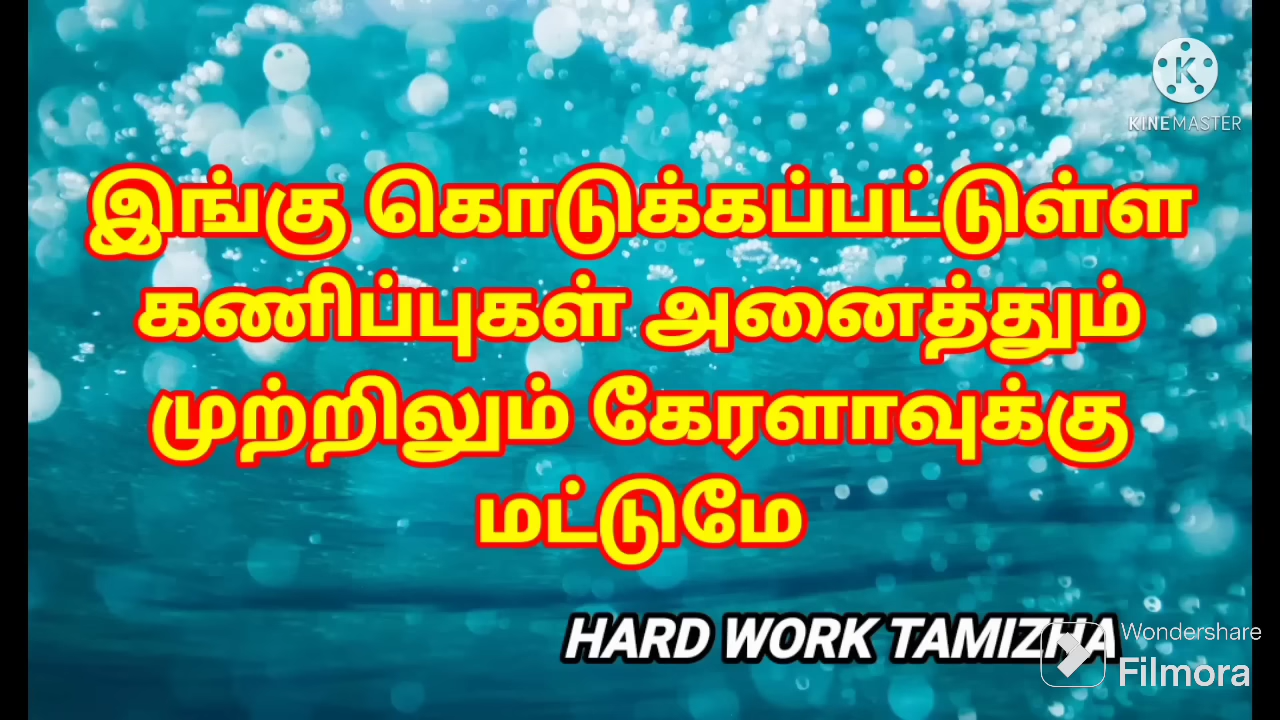 KINEMASTER
இங்கு கொடுக்கப்பட்டுள்ள
கணிப்புகள் அனைத்தும்
முற்றிலும் கேரளாவுக்கு
மட்டுமே
HARD WORK TAMIZHA
Wondershare
Filmora